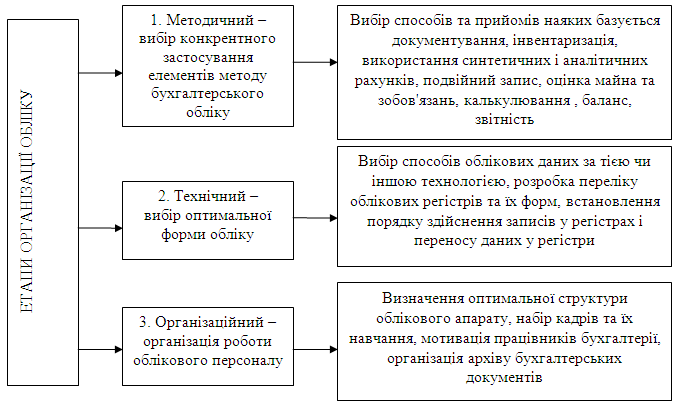 ЕТАПИ ОРГАНІЗАЦІЇ ОБЛІКУ
1. Методичний –
вибір конкрентного
застосування
елементів методу
бухгалтерського
обліку
Вибір способів та прийомів наяких базується
документування, інвентаризація,
використання синтетичних і аналітичних
рахунків, подвійний запис, оцінка майна та
зобов'язань, калькулювання , баланс,
звітність
2. Технічний –
вибір оптимальної
форми обліку
Вибір способів облікових даних за тією чи
іншою технологією, розробка переліку
облікових регістрів та їх форм, встановлення
порядку здійснення записів у регістрах і
переносу даних у регістри
3. Організаційний –
організація роботи
облікового персоналу
Визначення оптимальної структури
облікового апарату, набір кадрів та їх
навчання, мотивація працівників бухгалтерії,
організація архіву бухгалтерських
документів